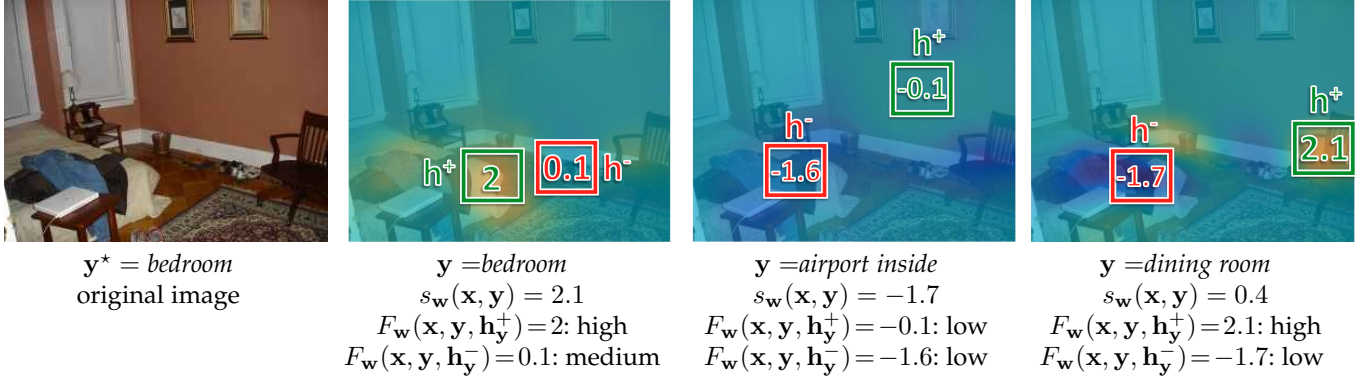 h⁺
2
0.1
h⁻
h⁻
-1.6
h⁺
-0.1
h⁻
-1.7
h⁺
2.1
y⋆ = bedroom
original image
y =bedroom
s_w(x, y) = 2.1
F_w(x, y, h_y^+)=2: high
F_w(x, y, h_y^-)=0.1: medium
y =airport inside
s_w(x, y) = −1.7
F_w(x, y, h_y^+)=−0.1: low
F_w(x, y, h_y^-)=−1.6: low
y =dining room
s_w(x, y) = 0.4
F_w(x, y, h_y^+)=2.1: high
F_w(x, y, h_y^-)=−1.7: low